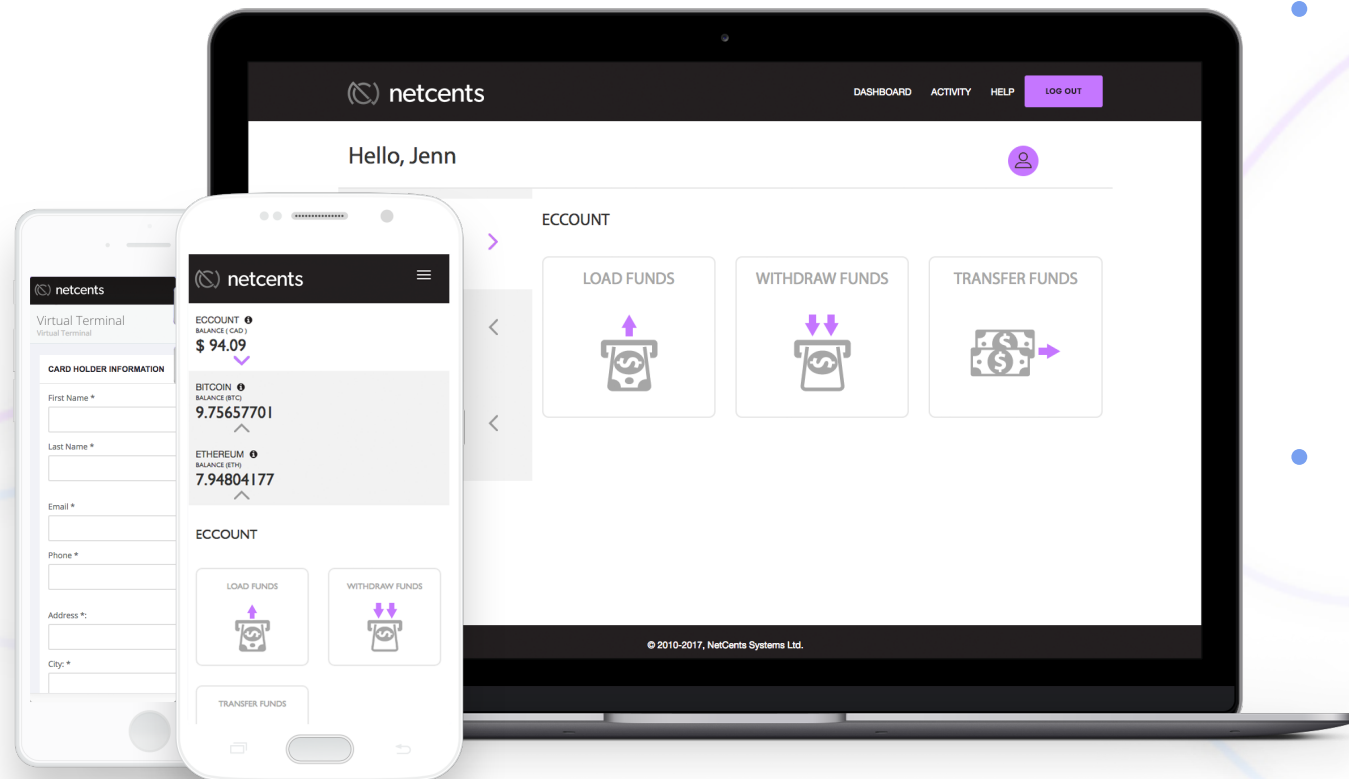 netcents
DASHBOARD ACTIVITY HELP LOG OUT
Hello, Jenn
ECCOUNT
LOAD FUNDS WITHDRAW FUNDS TRANSFER FUNDS
© 2010-2017, NetCents Systems Ltd.
netcents
ECCOUNT
BALANCE ( CAD )
$ 94.09
BITCOIN
BALANCE (BTC)
9.75657701
ETHEREUM
BALANCE (ETH)
7.94804177
ECCOUNT
LOAD FUNDS WITHDRAW FUNDS
TRANSFER FUNDS
netcents
Virtual Terminal
Virtual Terminal
CARD HOLDER INFORMATION
First Name *
Last Name *
Email *
Phone *
Address *:
City: *